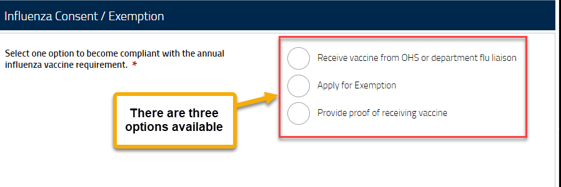 Influenza Consent / Exemption
Select one option to become compliant with the annual
influenza vaccine requirement. *
Receive vaccine from OHS or department flu liaison
Apply for Exemption
Provide proof of receiving vaccine
There are three
options available